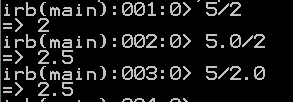 irb(main):001:0> 5/2
=> 2
irb(main):002:0> 5.0/2
=> 2.5
irb(main):003:0> 5/2.0
=> 2.5